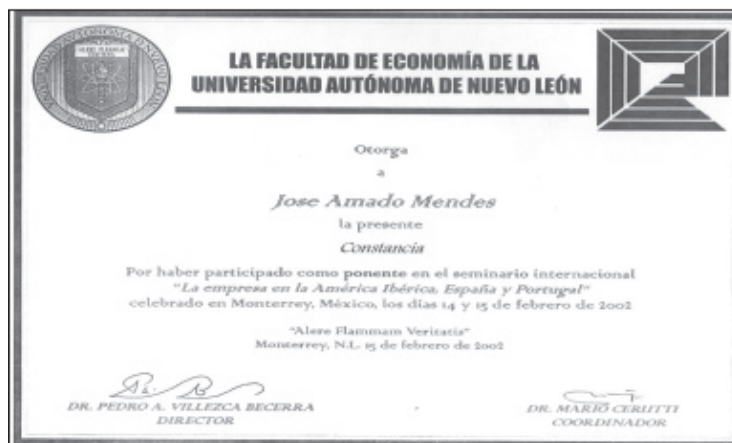 LA FACULTAD DE ECONOMÍA DE LA
UNIVERSIDAD AUTÓNOMA DE NUEVO LEÓN
Otorga
a
Jose Amado Mendes
la presente
Constancia
Por haber participado como ponente en el seminario internacional
"La empresa en la América Ibérica, España y Portugal"
celebrado en Monterrey, México, los días 14 y 15 de febrero de 2002
"Alere Flammam Veritatis"
Monterrey, N.L. 15 de febrero de 2002
DR. PEDRO A. VILLEZCA BECERRA
DIRECTOR
DR. MARIO CERUTTI
COORDINADOR